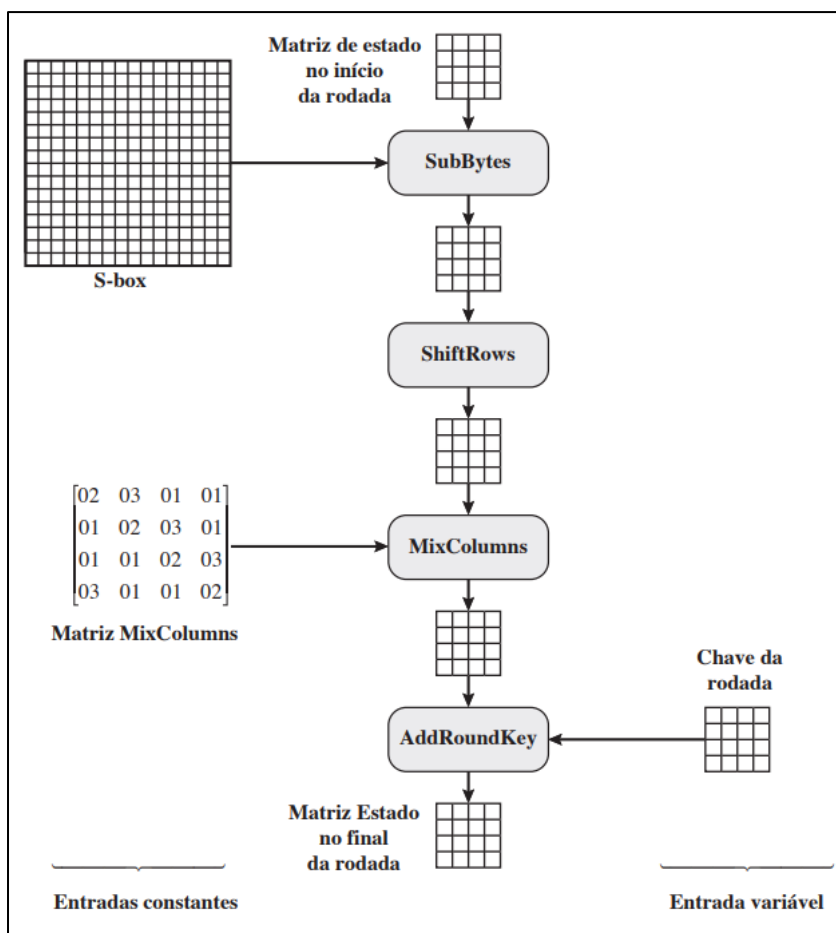 Matriz de estado
no início
da rodada
SubBytes
S-box
ShiftRows
02 03 01 01
01 02 03 01
01 01 02 03
03 01 01 02
MixColumns
Matriz MixColumns
Chave da
rodada
AddRoundKey
Matriz Estado
no final
da rodada
Entradas constantes
Entrada variável